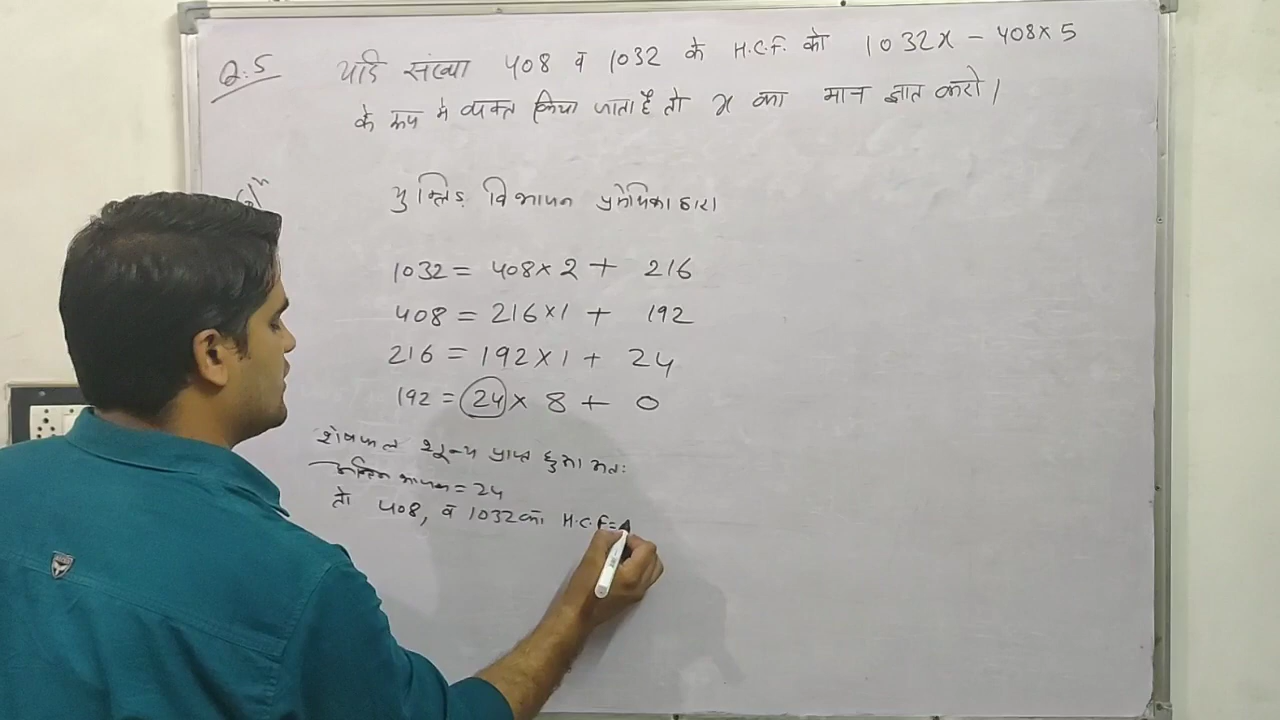 Q.5 यदि संख्या 408 व 1032 के H.C.F. को 1032x - 408×5
के रूप में व्यक्त किया जाता है तो x का मान ज्ञात करो।
युक्लिड विभाजन प्रमेयिका द्वारा
1032 = 408×2 + 216
408 = 216×1 + 192
216 = 192×1 + 24
192 = 24 × 8 + 0
शेषफल शून्य प्राप्त हुआ अतः
अन्तिम भाजक = 24
तो 408, व 1032 का H.C.F =